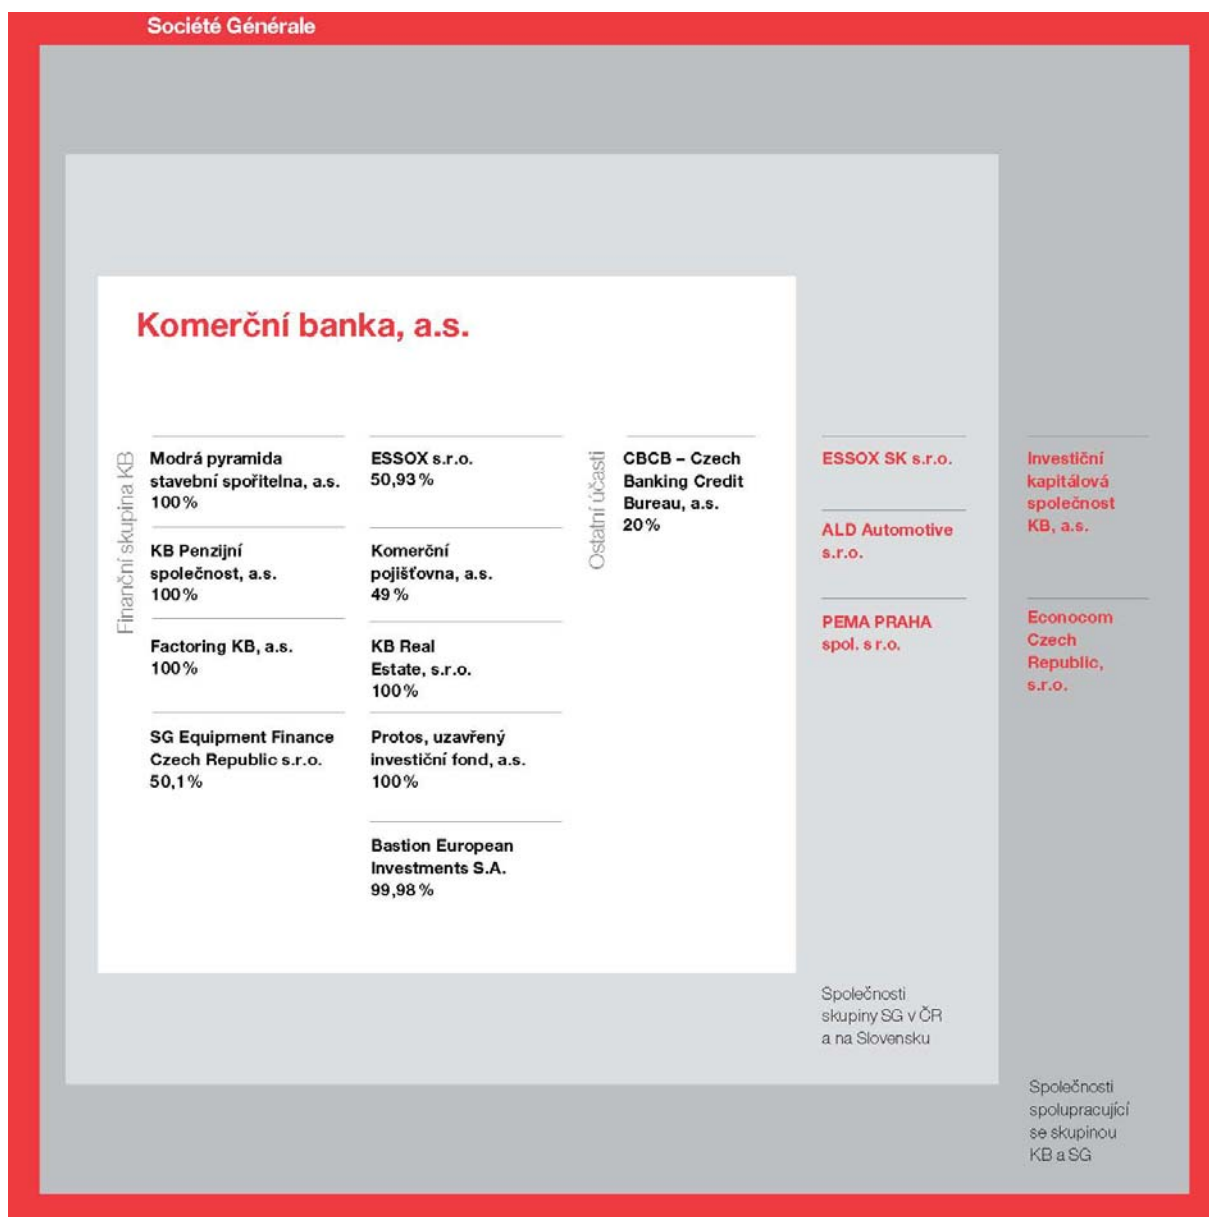 Société Générale
Komerční banka, a.s.
Finanční skupina KB
Modrá pyramida
stavební spořitelna, a.s.
100 %
KB Penzijní
společnost, a.s.
100 %
Factoring KB, a.s.
100 %
SG Equipment Finance
Czech Republic s.r.o.
50,1 %
ESSOX s.r.o.
50,93 %
Komerční
pojišťovna, a.s.
49 %
KB Real
Estate, s.r.o.
100 %
Protos, uzavřený
investiční fond, a.s.
100 %
Bastion European
Investments S.A.
99,98 %
Ostatní účasti
CBCB – Czech
Banking Credit
Bureau, a.s.
20 %
ESSOX SK s.r.o.
ALD Automotive
s.r.o.
PEMA PRAHA
spol. s r.o.
Společnosti
skupiny SG v ČR
a na Slovensku
Investiční
kapitálová
společnost
KB, a.s.
Econocom
Czech
Republic,
s.r.o.
Společnosti
spolupracující
se skupinou
KB a SG